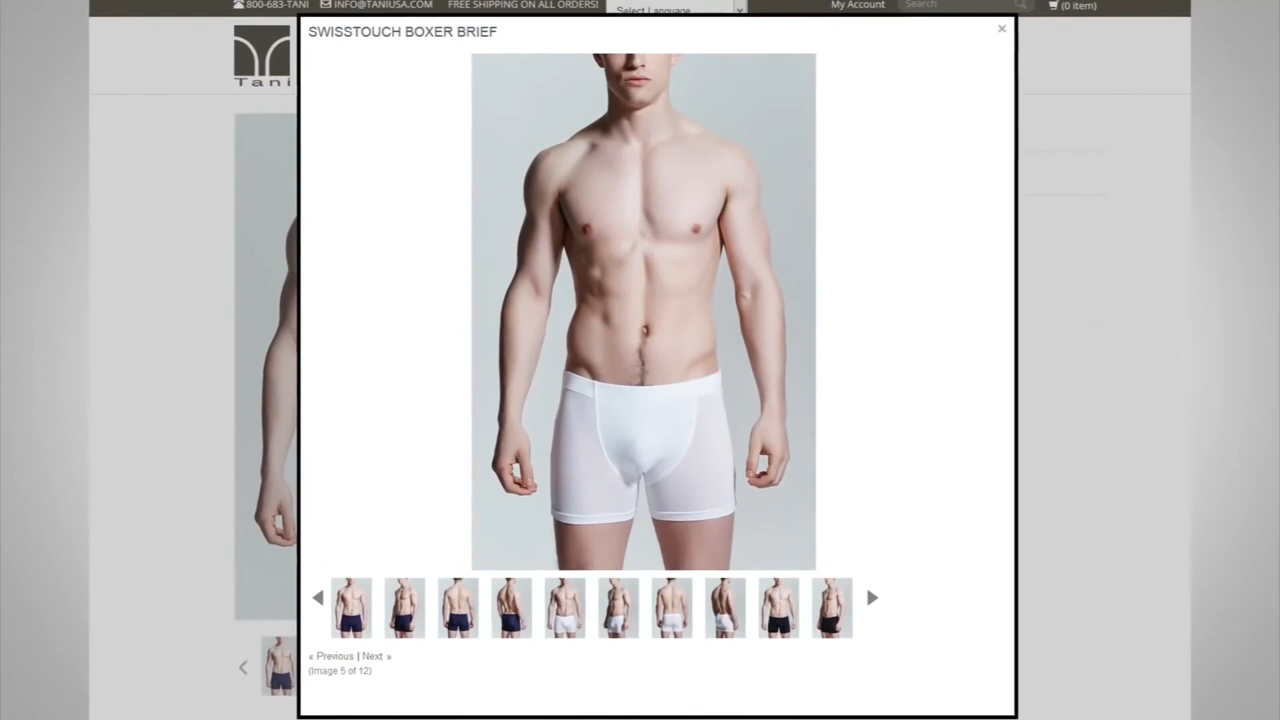 800-683-TANI INFO@TANIUSA.COM FREE SHIPPING ON ALL ORDERS! Select Language My Account Search (0 item)
SWISSTOUCH BOXER BRIEF ×
Tani
« Previous | Next »
(Image 5 of 12)